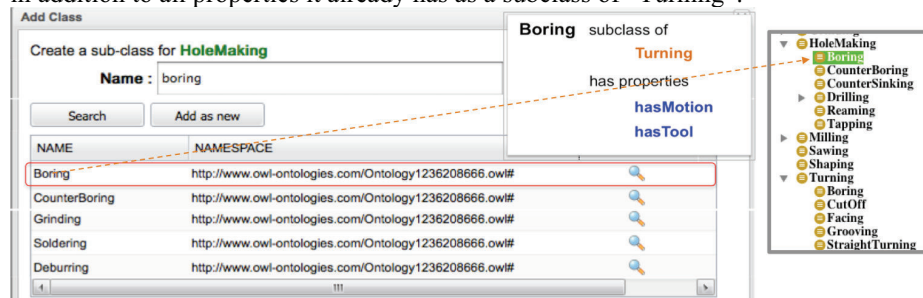 in addition to all properties it already has as a subclass of "Turning".
Add Class
Create a sub-class for HoleMaking
Name : boring
Search Add as new
NAME NAMESPACE
Boring http://www.owl-ontologies.com/Ontology1236208666.owl#
CounterBoring http://www.owl-ontologies.com/Ontology1236208666.owl#
Grinding http://www.owl-ontologies.com/Ontology1236208666.owl#
Soldering http://www.owl-ontologies.com/Ontology1236208666.owl#
Deburring http://www.owl-ontologies.com/Ontology1236208666.owl#
Boring subclass of
Turning
has properties
hasMotion
hasTool
HoleMaking
Boring
CounterBoring
CounterSinking
Drilling
Reaming
Tapping
Milling
Sawing
Shaping
Turning
Boring
CutOff
Facing
Grooving
StraightTurning